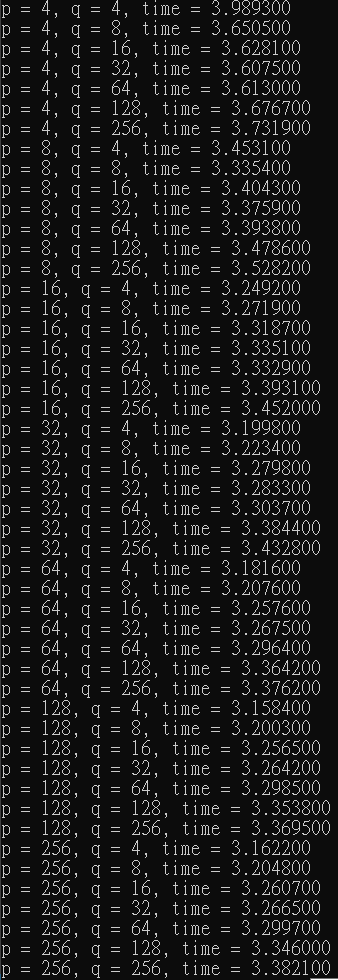 p = 4, q = 4, time = 3.989300
p = 4, q = 8, time = 3.650500
p = 4, q = 16, time = 3.628100
p = 4, q = 32, time = 3.607500
p = 4, q = 64, time = 3.613000
p = 4, q = 128, time = 3.676700
p = 4, q = 256, time = 3.731900
p = 8, q = 4, time = 3.453100
p = 8, q = 8, time = 3.335400
p = 8, q = 16, time = 3.404300
p = 8, q = 32, time = 3.375900
p = 8, q = 64, time = 3.393800
p = 8, q = 128, time = 3.478600
p = 8, q = 256, time = 3.528200
p = 16, q = 4, time = 3.249200
p = 16, q = 8, time = 3.271900
p = 16, q = 16, time = 3.318700
p = 16, q = 32, time = 3.335100
p = 16, q = 64, time = 3.332900
p = 16, q = 128, time = 3.393100
p = 16, q = 256, time = 3.452000
p = 32, q = 4, time = 3.199800
p = 32, q = 8, time = 3.223400
p = 32, q = 16, time = 3.279800
p = 32, q = 32, time = 3.283300
p = 32, q = 64, time = 3.303700
p = 32, q = 128, time = 3.384400
p = 32, q = 256, time = 3.432800
p = 64, q = 4, time = 3.181600
p = 64, q = 8, time = 3.207600
p = 64, q = 16, time = 3.257600
p = 64, q = 32, time = 3.267500
p = 64, q = 64, time = 3.296400
p = 64, q = 128, time = 3.364200
p = 64, q = 256, time = 3.376200
p = 128, q = 4, time = 3.158400
p = 128, q = 8, time = 3.200300
p = 128, q = 16, time = 3.256500
p = 128, q = 32, time = 3.264200
p = 128, q = 64, time = 3.298500
p = 128, q = 128, time = 3.353800
p = 128, q = 256, time = 3.369500
p = 256, q = 4, time = 3.162200
p = 256, q = 8, time = 3.204800
p = 256, q = 16, time = 3.260700
p = 256, q = 32, time = 3.266500
p = 256, q = 64, time = 3.299700
p = 256, q = 128, time = 3.346000
p = 256, q = 256, time = 3.382100